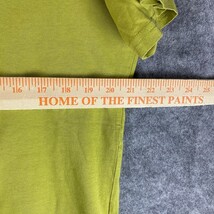 16 17 18 19 20 21 22 23 24 25
HOME OF THE FINEST PAINTS